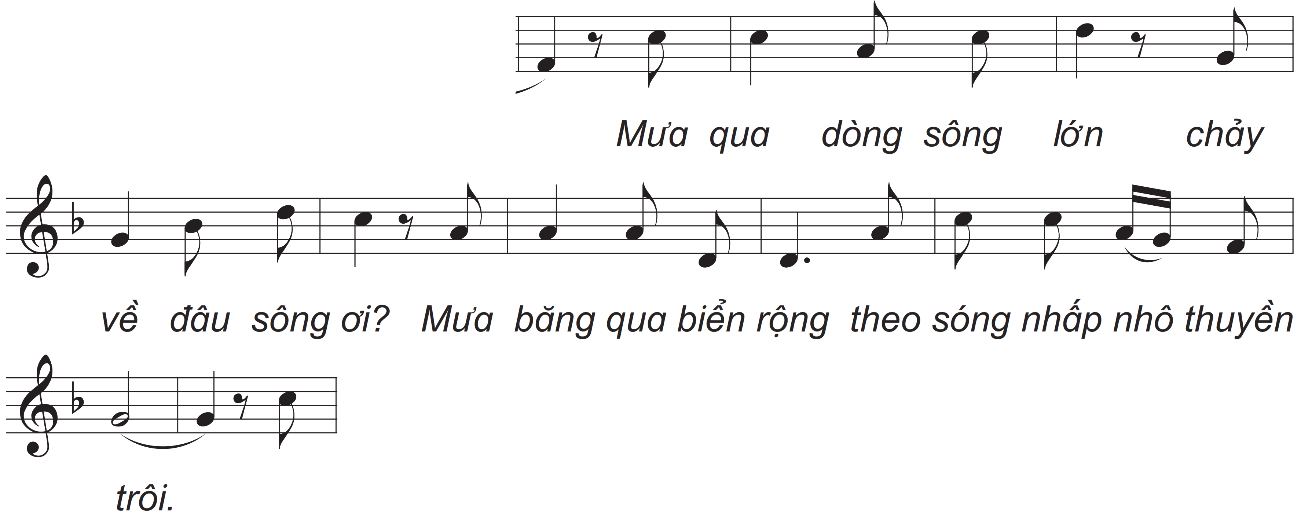 Mưa qua dòng sông lớn chảy
về đâu sông ơi? Mưa băng qua biển rộng theo sóng nhấp nhô thuyền
trôi.